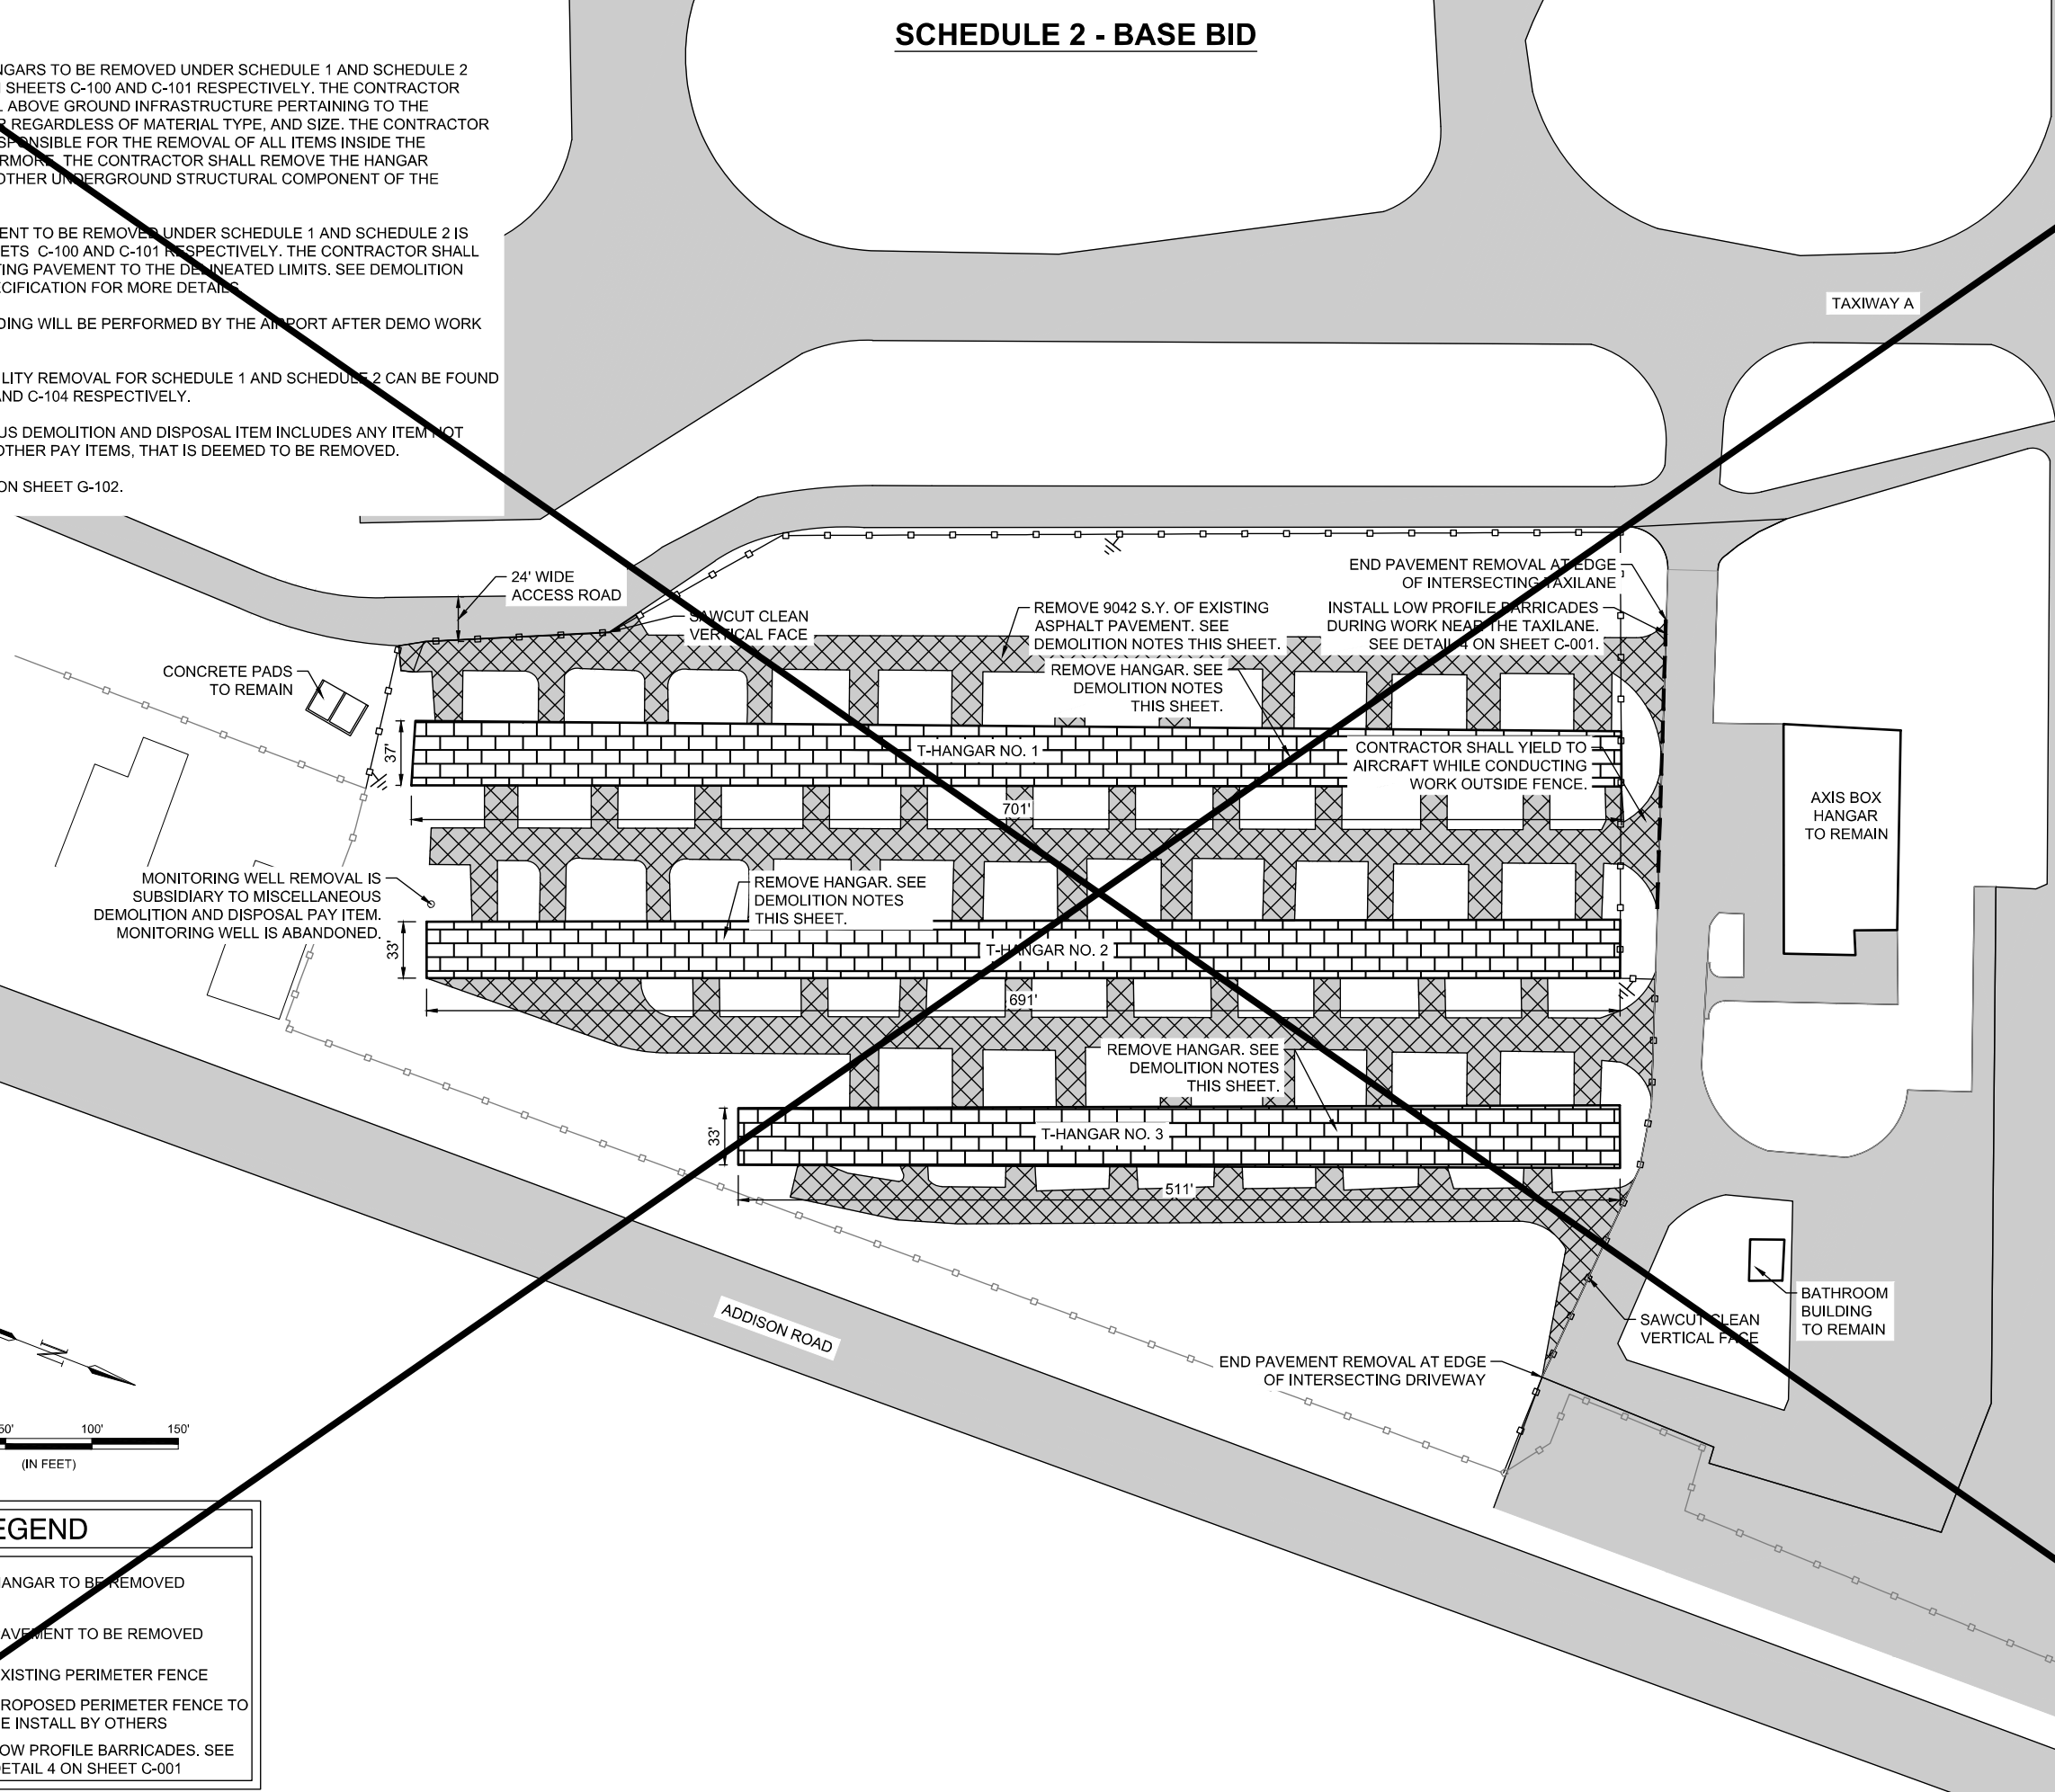 SCHEDULE 2 - BASE BID
NGARS TO BE REMOVED UNDER SCHEDULE 1 AND SCHEDULE 2
SHEETS C-100 AND C-101 RESPECTIVELY. THE CONTRACTOR
ABOVE GROUND INFRASTRUCTURE PERTAINING TO THE
R REGARDLESS OF MATERIAL TYPE, AND SIZE. THE CONTRACTOR
SPONSIBLE FOR THE REMOVAL OF ALL ITEMS INSIDE THE
ERMORE, THE CONTRACTOR SHALL REMOVE THE HANGAR
OTHER UNDERGROUND STRUCTURAL COMPONENT OF THE
ENT TO BE REMOVED UNDER SCHEDULE 1 AND SCHEDULE 2 IS
ETS C-100 AND C-101 RESPECTIVELY. THE CONTRACTOR SHALL
TING PAVEMENT TO THE DELINEATED LIMITS. SEE DEMOLITION
CIFICATION FOR MORE DETAILS.
DING WILL BE PERFORMED BY THE AIRPORT AFTER DEMO WORK
LITY REMOVAL FOR SCHEDULE 1 AND SCHEDULE 2 CAN BE FOUND
AND C-104 RESPECTIVELY.
US DEMOLITION AND DISPOSAL ITEM INCLUDES ANY ITEM NOT
OTHER PAY ITEMS, THAT IS DEEMED TO BE REMOVED.
ON SHEET G-102.
TAXIWAY A
24' WIDE
ACCESS ROAD
SAWCUT CLEAN
VERTICAL FACE
REMOVE 9042 S.Y. OF EXISTING
ASPHALT PAVEMENT. SEE
DEMOLITION NOTES THIS SHEET.
END PAVEMENT REMOVAL AT EDGE
OF INTERSECTING TAXILANE
INSTALL LOW PROFILE BARRICADES
DURING WORK NEAR THE TAXILANE.
SEE DETAIL 4 ON SHEET C-001.
CONCRETE PADS
TO REMAIN
REMOVE HANGAR. SEE
DEMOLITION NOTES
THIS SHEET.
37'
T-HANGAR NO. 1
CONTRACTOR SHALL YIELD TO
AIRCRAFT WHILE CONDUCTING
WORK OUTSIDE FENCE.
701'
AXIS BOX
HANGAR
TO REMAIN
MONITORING WELL REMOVAL IS
SUBSIDIARY TO MISCELLANEOUS
DEMOLITION AND DISPOSAL PAY ITEM.
MONITORING WELL IS ABANDONED.
REMOVE HANGAR. SEE
DEMOLITION NOTES
THIS SHEET.
33'
T-HANGAR NO. 2
691'
REMOVE HANGAR. SEE
DEMOLITION NOTES
THIS SHEET.
33'
T-HANGAR NO. 3
511'
ADDISON ROAD
BATHROOM
BUILDING
TO REMAIN
SAWCUT CLEAN
VERTICAL FACE
END PAVEMENT REMOVAL AT EDGE
OF INTERSECTING DRIVEWAY
N
50' 100' 150'
(IN FEET)
EGEND
HANGAR TO BE REMOVED
AVEMENT TO BE REMOVED
XISTING PERIMETER FENCE
ROPOSED PERIMETER FENCE TO
E INSTALL BY OTHERS
OW PROFILE BARRICADES. SEE
DETAIL 4 ON SHEET C-001